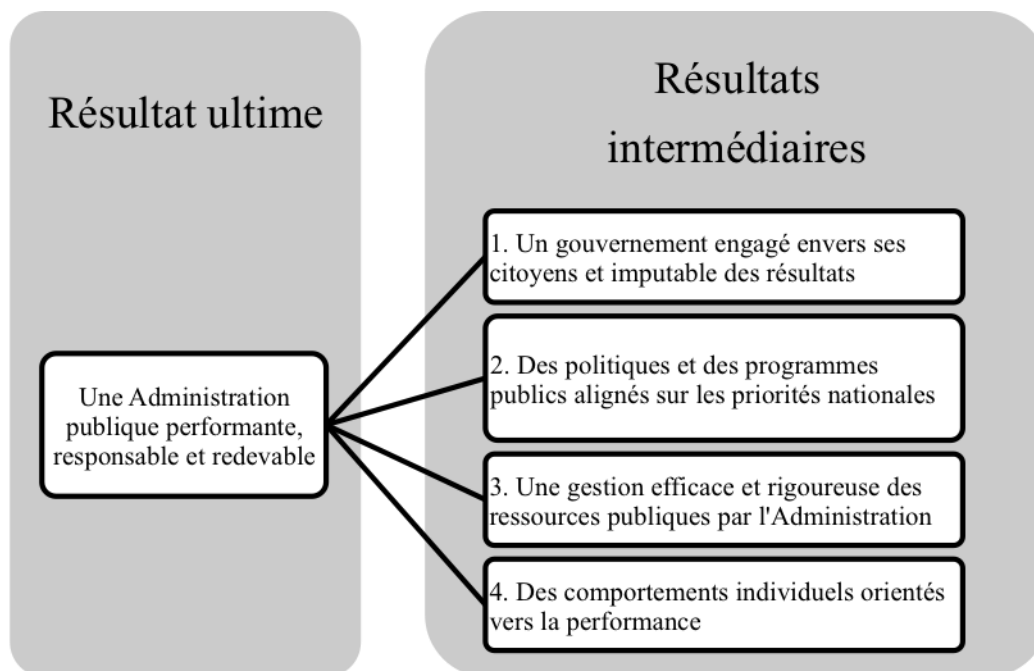 Résultat ultime
Une Administration
publique performante,
responsable et redevable
Résultats
intermédiaires
1. Un gouvernement engagé envers ses
citoyens et imputable des résultats
2. Des politiques et des programmes
publics alignés sur les priorités nationales
3. Une gestion efficace et rigoureuse des
ressources publiques par l'Administration
4. Des comportements individuels orientés
vers la performance